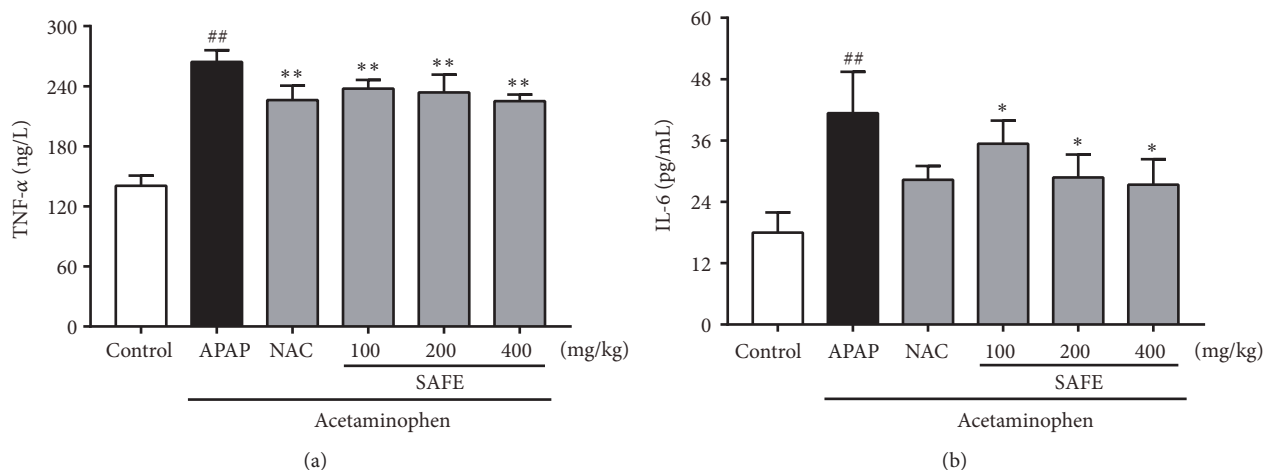 300
240
180
120
60
0
TNF-α (ng/L)
##
**
**
**
**
Control APAP NAC 100 200 400 (mg/kg)
SAFE
Acetaminophen
(a)
60
48
36
24
12
0
IL-6 (pg/mL)
##
*
*
*
Control APAP NAC 100 200 400 (mg/kg)
SAFE
Acetaminophen
(b)